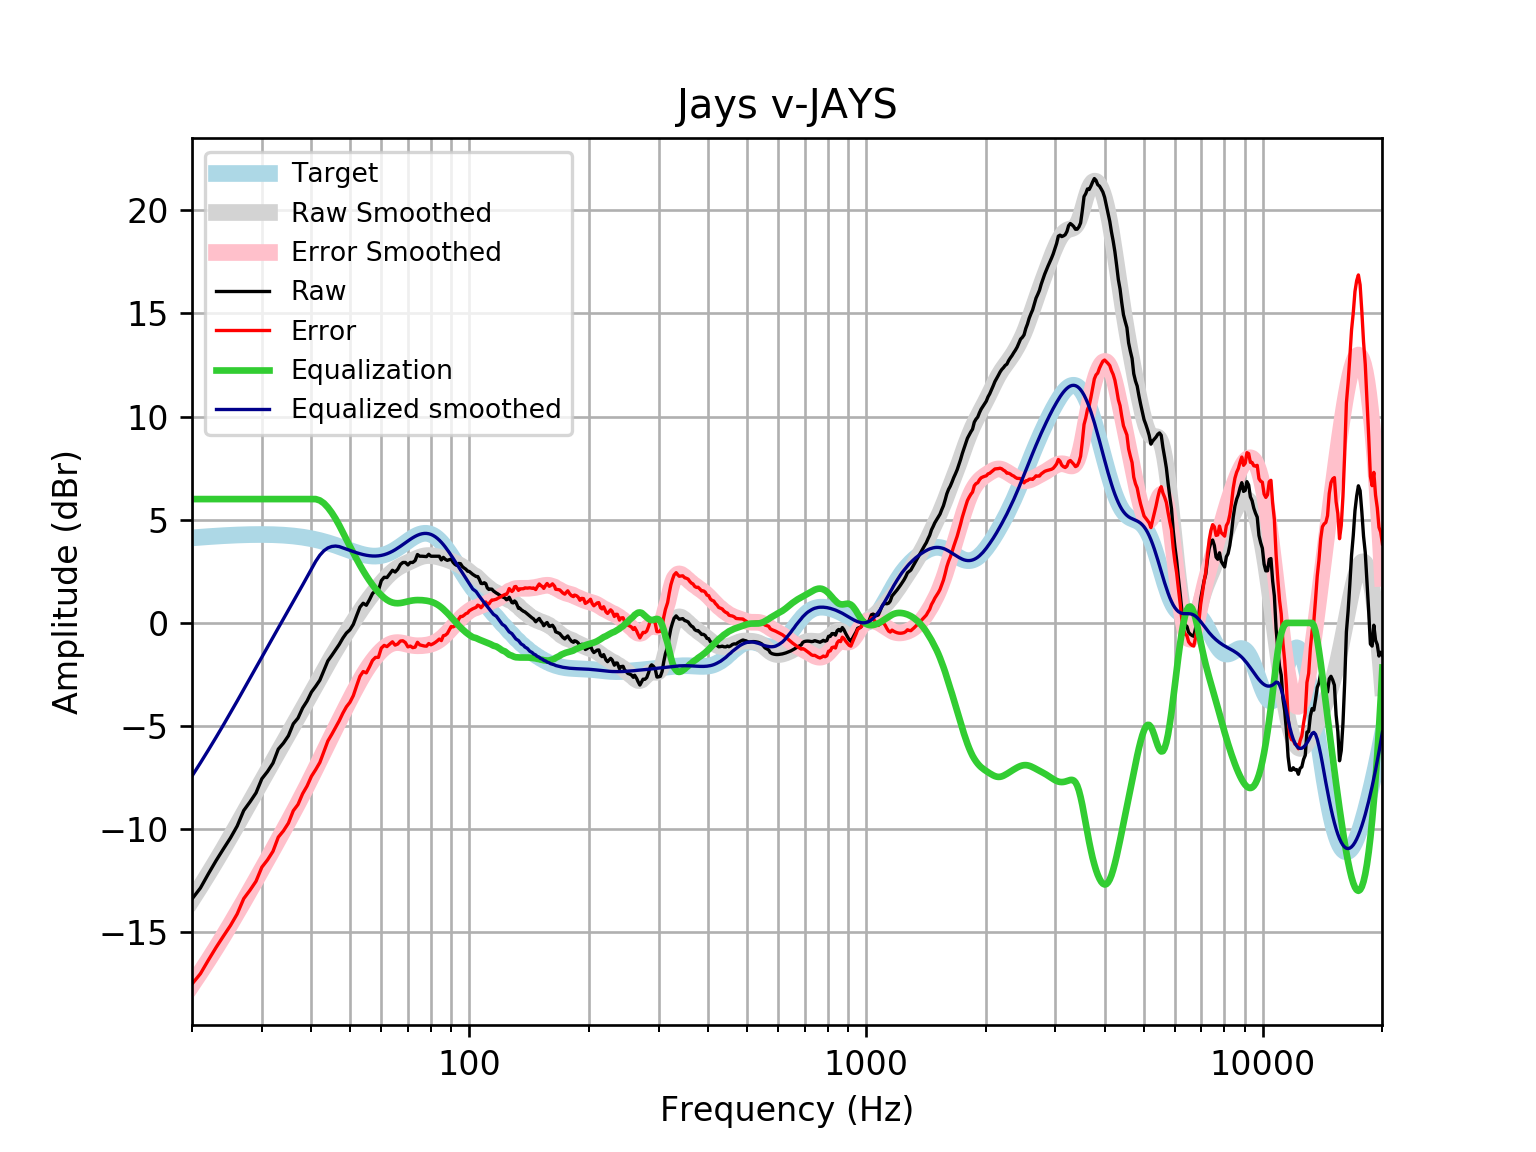 Jays v-JAYS
Target
Raw Smoothed
Error Smoothed
Raw
Error
Equalization
Equalized smoothed
20
15
10
5
0
−5
−10
−15
Amplitude (dBr)
100 1000 10000
Frequency (Hz)